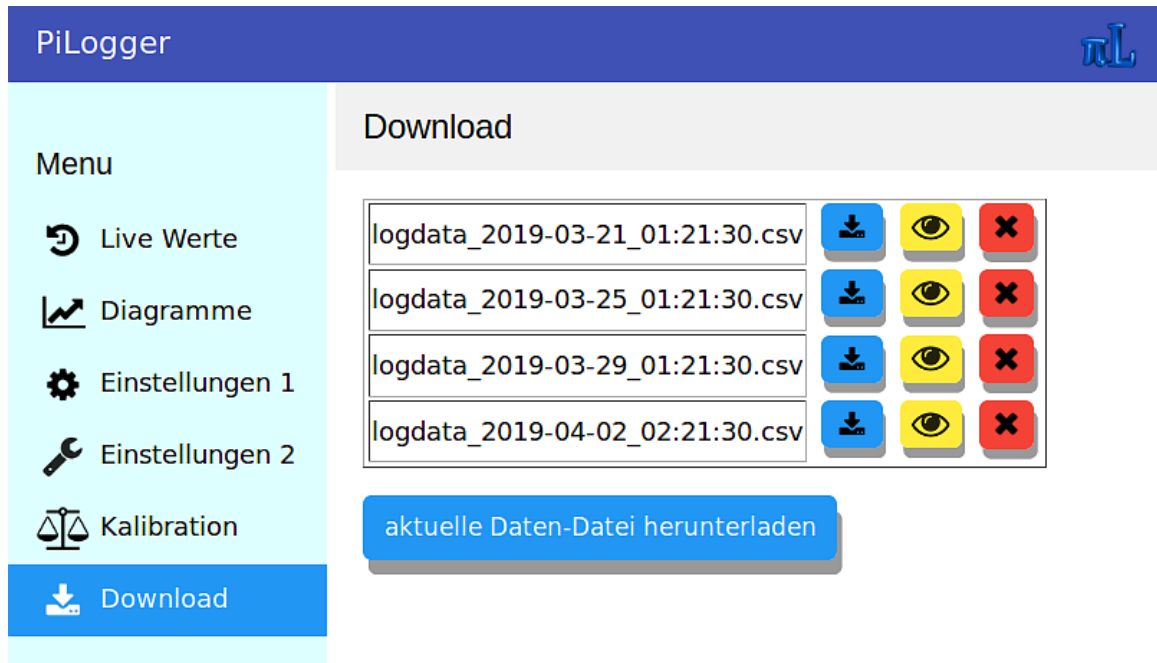 PiLogger
πL
Menu
Live Werte
Diagramme
Einstellungen 1
Einstellungen 2
Kalibration
Download
Download
logdata_2019-03-21_01:21:30.csv
logdata_2019-03-25_01:21:30.csv
logdata_2019-03-29_01:21:30.csv
logdata_2019-04-02_02:21:30.csv
aktuelle Daten-Datei herunterladen